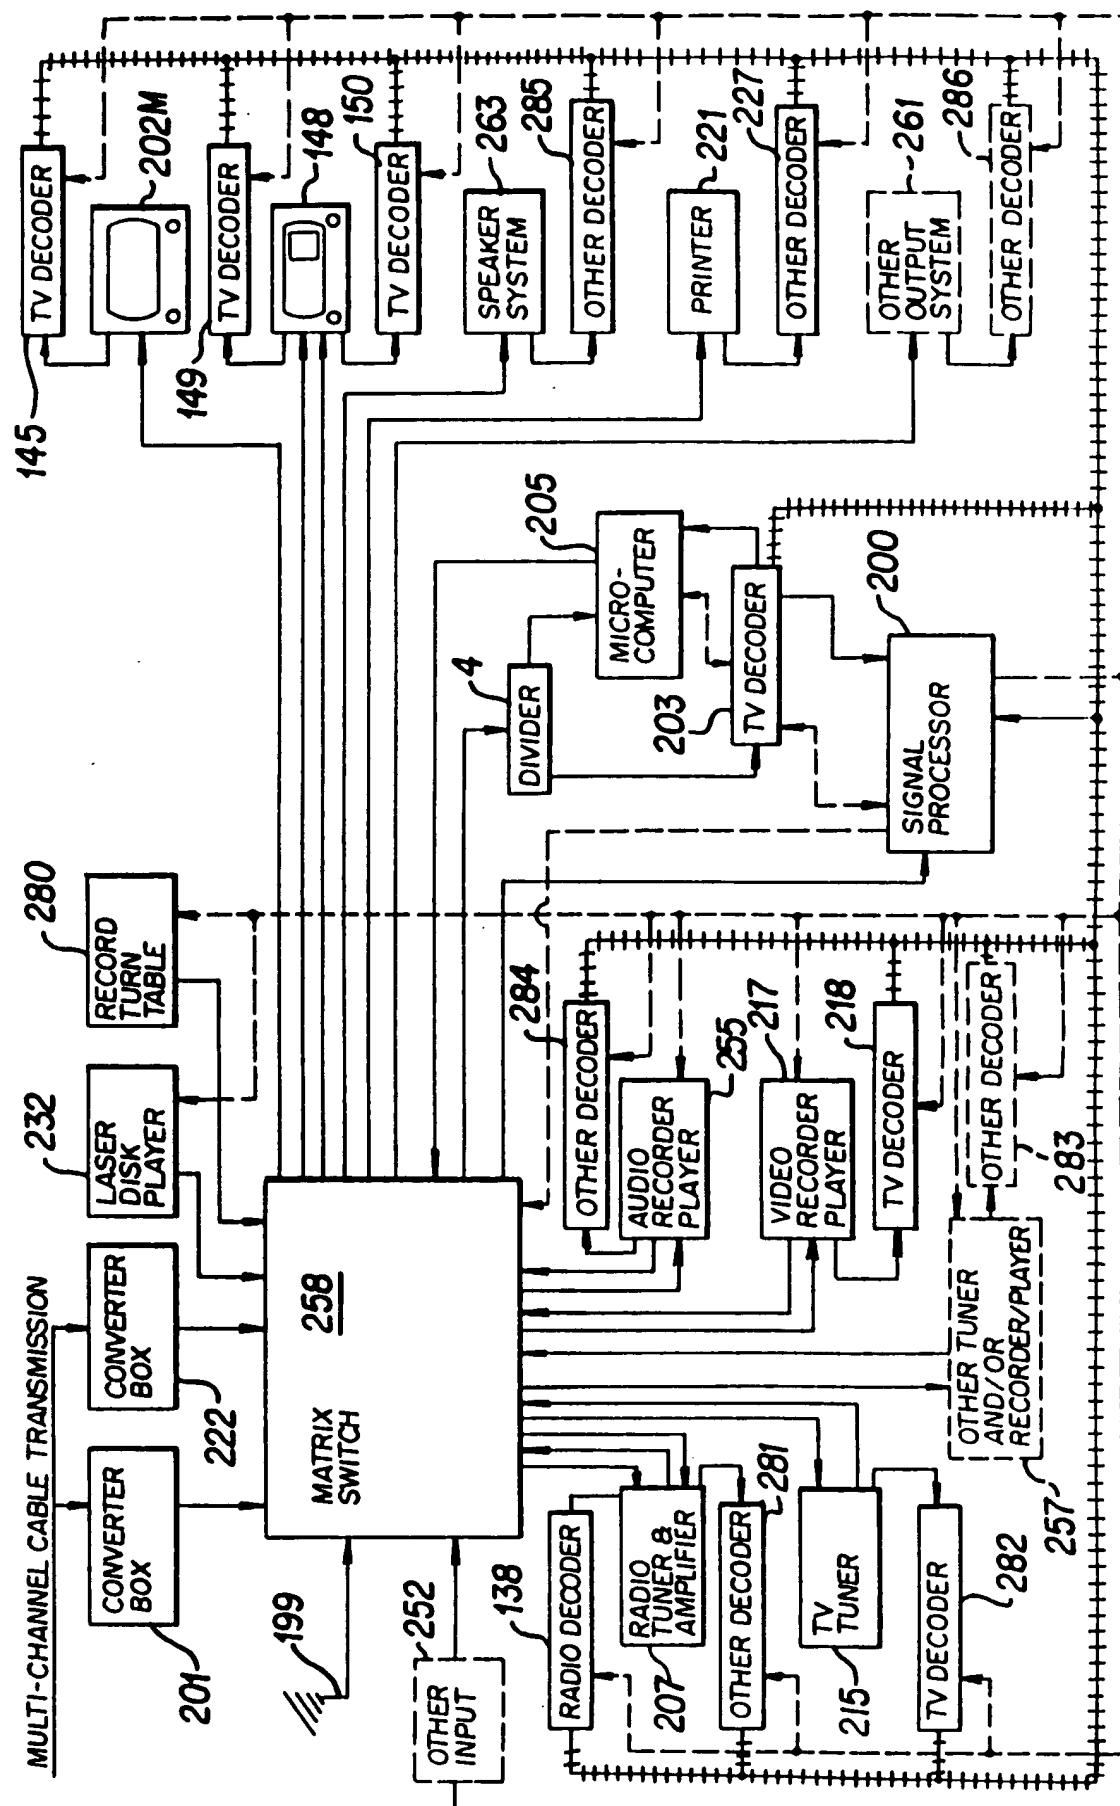 MULTI-CHANNEL CABLE TRANSMISSION
201
CONVERTER
BOX
222
CONVERTER
BOX
232
LASER
DISK
PLAYER
280
RECORD
TURN
TABLE
199
252
OTHER
INPUT
MATRIX
SWITCH
258
145
TV DECODER
202M
149
TV DECODER
148
150
TV DECODER
263
SPEAKER
SYSTEM
285
OTHER DECODER
221
PRINTER
227
OTHER DECODER
261
OTHER
OUTPUT
SYSTEM
286
OTHER DECODER
4
DIVIDER
205
MICRO-
COMPUTER
203
TV DECODER
200
SIGNAL
PROCESSOR
138
RADIO DECODER
207
RADIO
TUNER &
AMPLIFIER
281
OTHER DECODER
215
TV
TUNER
282
TV DECODER
284
OTHER DECODER
255
AUDIO
RECORDER
PLAYER
217
VIDEO
RECORDER
PLAYER
218
TV DECODER
257
OTHER TUNER
AND/OR
RECORDER/PLAYER
283
OTHER DECODER